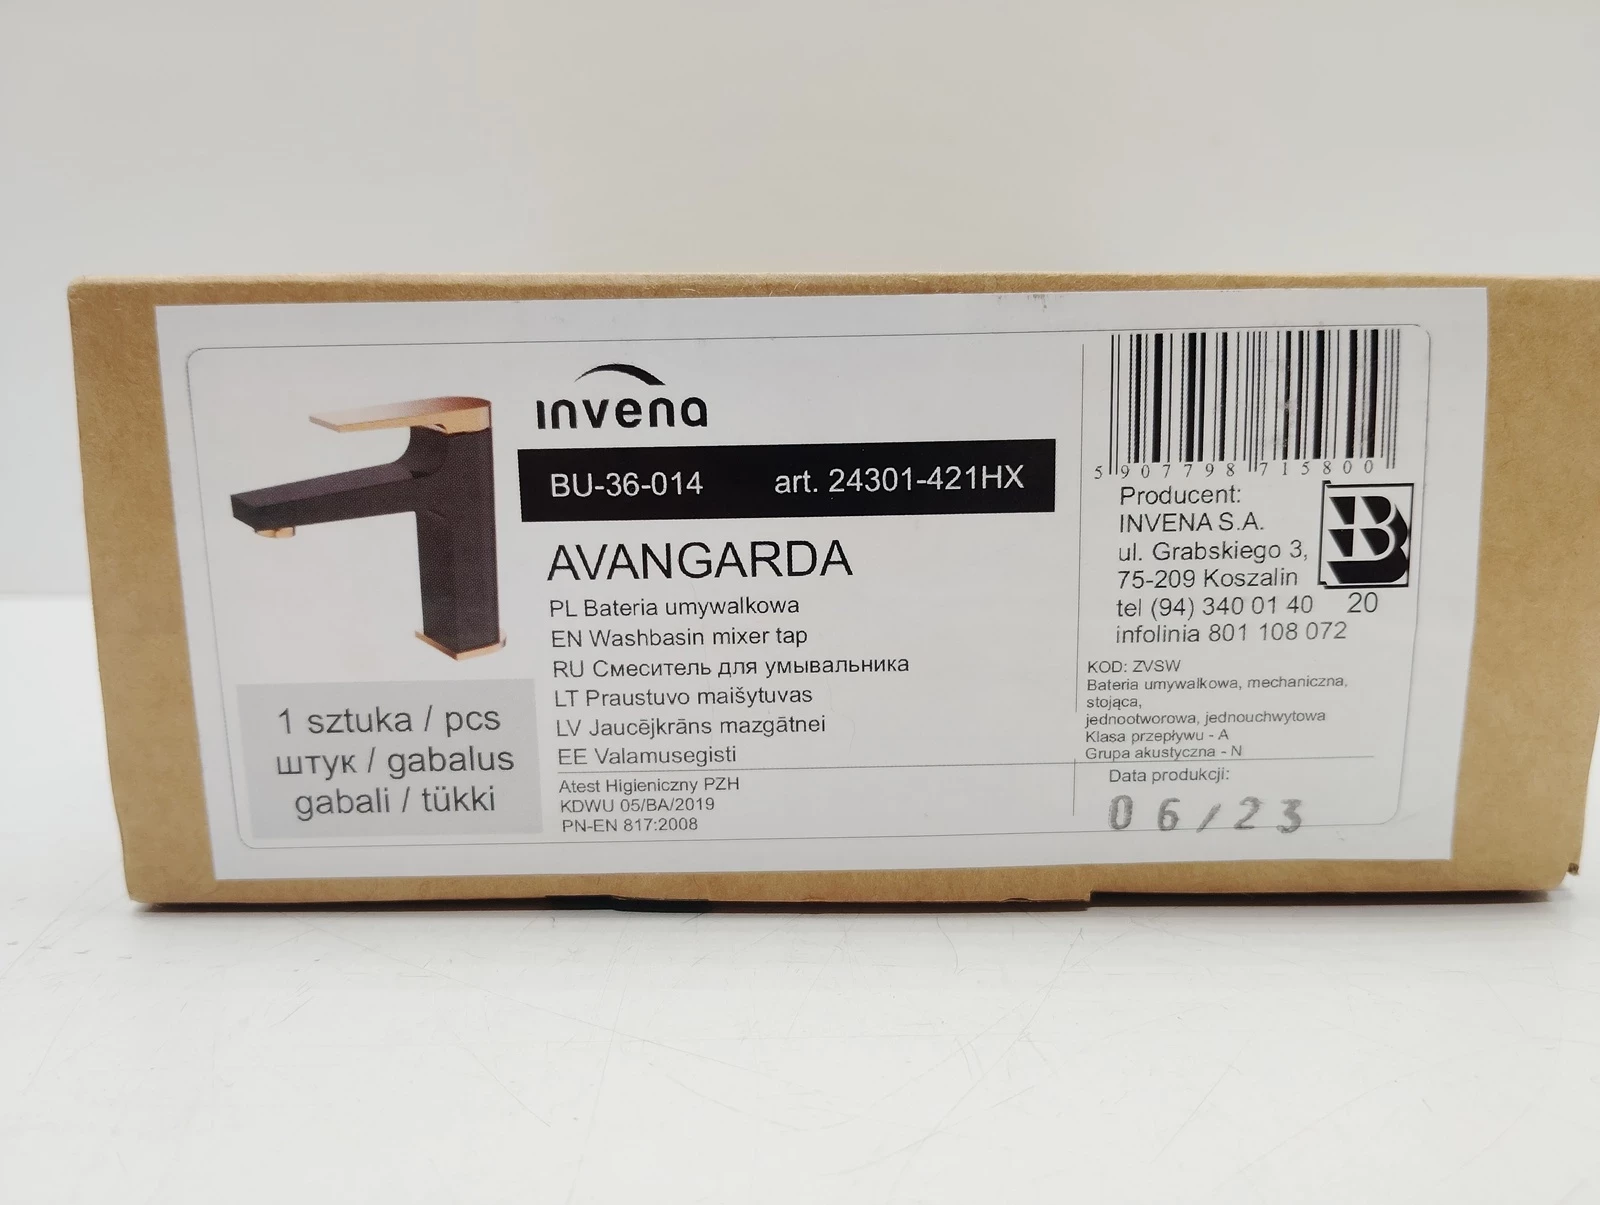 invena
BU-36-014 art. 24301-421HX
AVANGARDA
PL Bateria umywalkowa
EN Washbasin mixer tap
RU Смеситель для умывальника
LT Praustuvo maišytuvas
LV Jaucējkrāns mazgātnei
EE Valamusegisti
1 sztuka / pcs
штук / gabalus
gabali / tükki
Atest Higieniczny PZH
KDWU 05/BA/2019
PN-EN 817:2008
5 907798 715800
Producent:
INVENA S.A.
ul. Grabskiego 3,
75-209 Koszalin
tel (94) 340 01 40
infolinia 801 108 072
B
20
KOD: ZVSW
Bateria umywalkowa, mechaniczna,
stojąca,
jednootworowa, jednouchwytowa
Klasa przepływu - A
Grupa akustyczna - N
Data produkcji:
06/23